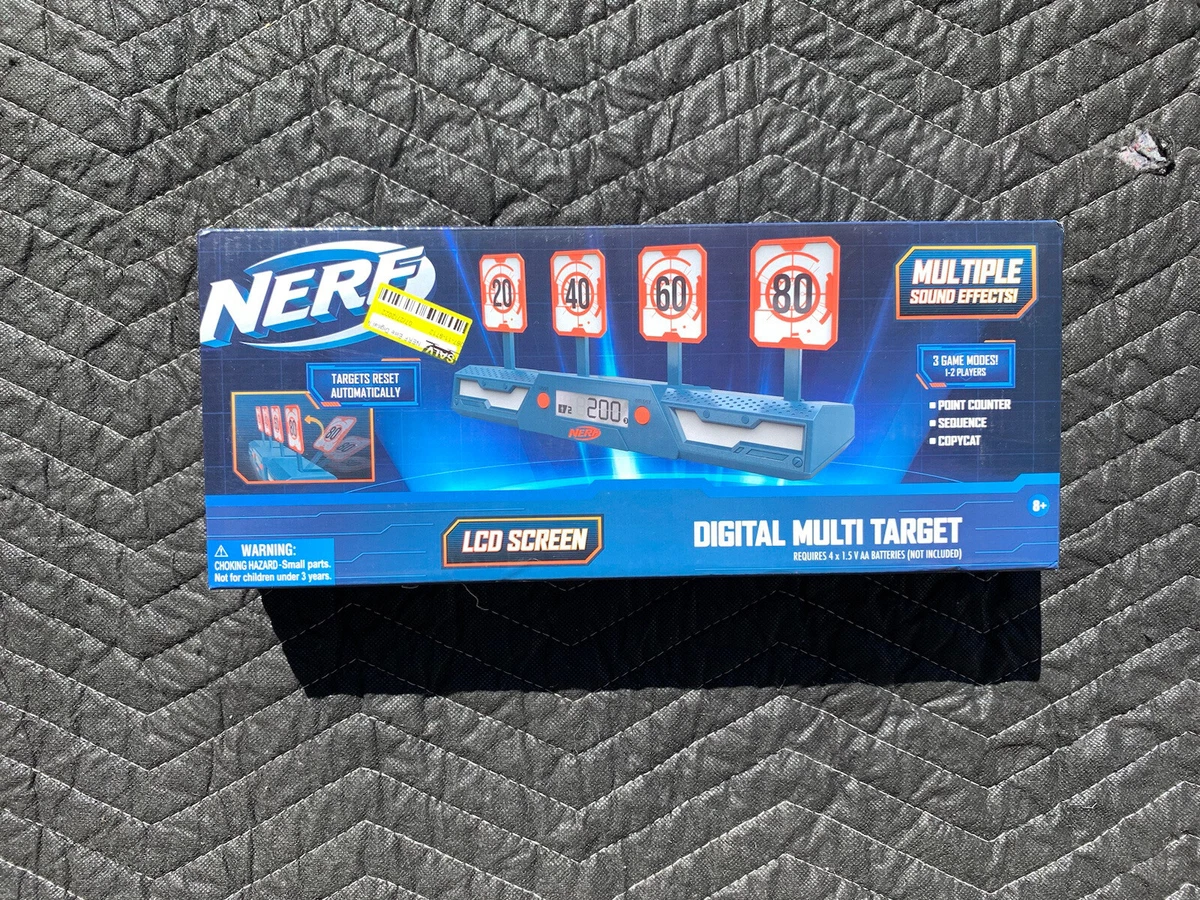 NERF
20
40
60
80
MULTIPLE
SOUND EFFECTS!
TARGETS RESET
AUTOMATICALLY
3 GAME MODES!
1-2 PLAYERS
POINT COUNTER
SEQUENCE
COPYCAT
200
NERF
80
LCD SCREEN
DIGITAL MULTI TARGET
REQUIRES 4 x 1.5 V AA BATTERIES (NOT INCLUDED)
8+
WARNING:
CHOKING HAZARD-Small parts.
Not for children under 3 years.